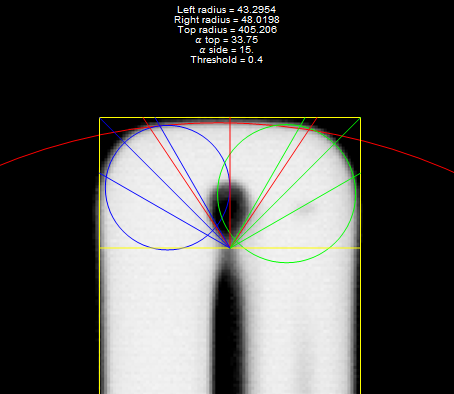 Left radius = 43.2954
Right radius = 48.0198
Top radius = 405.206
α top = 33.75
α side = 15.
Threshold = 0.4